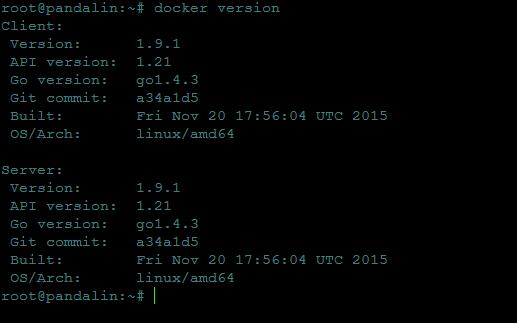 root@pandalin:~# docker version
Client:
 Version:      1.9.1
 API version:  1.21
 Go version:   go1.4.3
 Git commit:   a34a1d5
 Built:        Fri Nov 20 17:56:04 UTC 2015
 OS/Arch:      linux/amd64

Server:
 Version:      1.9.1
 API version:  1.21
 Go version:   go1.4.3
 Git commit:   a34a1d5
 Built:        Fri Nov 20 17:56:04 UTC 2015
 OS/Arch:      linux/amd64
root@pandalin:~#